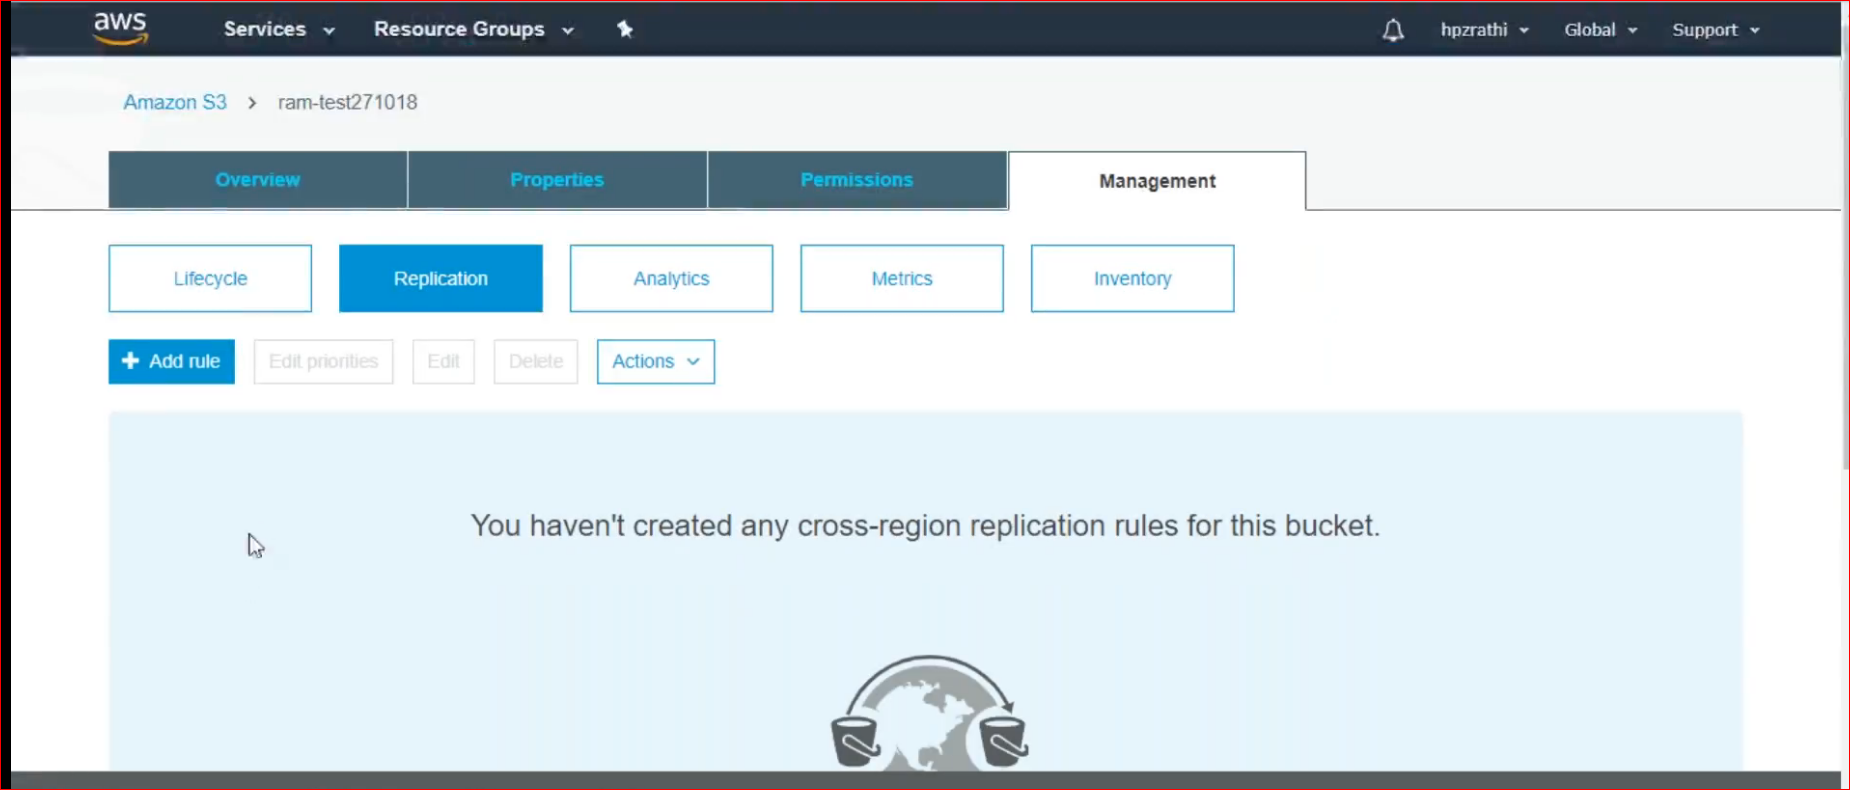 aws Services Resource Groups hpzrathi Global Support
Amazon S3 > ram-test271018
Overview Properties Permissions Management
Lifecycle Replication Analytics Metrics Inventory
+ Add rule Edit priorities Edit Delete Actions
You haven't created any cross-region replication rules for this bucket.